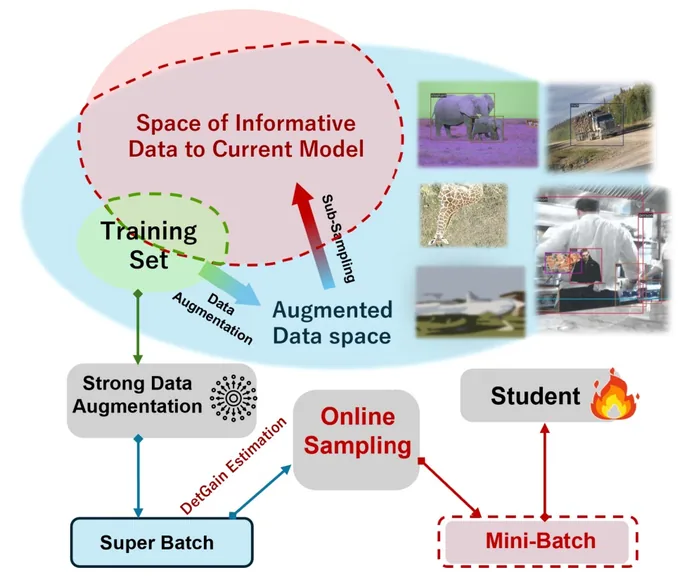 Space of Informative
Data to Current Model
Sub-Sampling
Training
Set
Data
Augmentation
Augmented
Data space
Strong Data
Augmentation
Online
Sampling
Student
DetGain Estimation
Super Batch
Mini-Batch